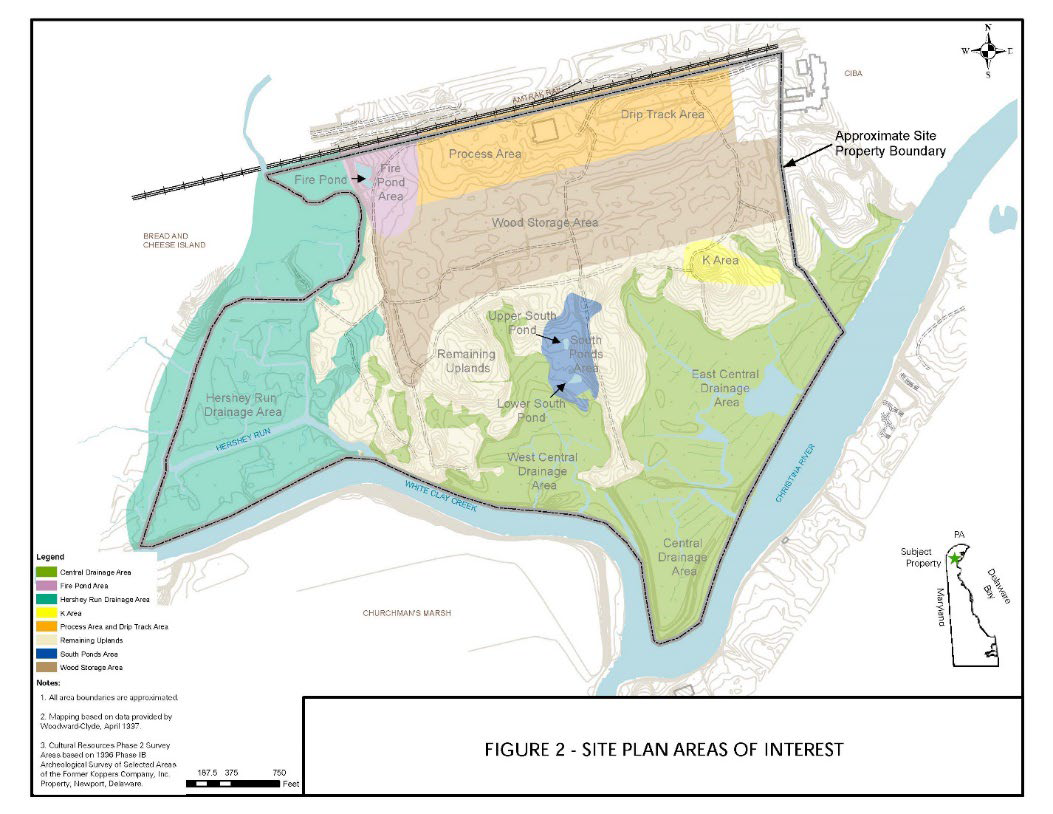 N
W E
S
CIBA
AMTRAK RAIL
Drip Track Area
Approximate Site
Property Boundary
Process Area
Fire Pond
Fire
Pond
Area
Wood Storage Area
BREAD AND
CHEESE ISLAND
K Area
Upper South
Pond
South
Ponds
Area
Remaining
Uplands
East Central
Drainage
Area
Hershey Run
Drainage Area
Lower South
Pond
HERSHEY RUN
West Central
Drainage
Area
CHRISTINA RIVER
WHITE CLAY CREEK
Central
Drainage
Area
CHURCHMAN'S MARSH
PA
Subject
Property
Delaware
Bay
Maryland
Legend
Central Drainage Area
Fire Pond Area
Hershey Run Drainage Area
K Area
Process Area and Drip Track Area
Remaining Uplands
South Ponds Area
Wood Storage Area
Notes:
1. All area boundaries are approximated.
2. Mapping based on data provided by
Woodward-Clyde, April 1997.
3. Cultural Resources Phase 2 Survey
Areas based on 1996 Phase IB
Archeological Survey of Selected Areas
of the Former Koppers Company, Inc.
Property, Newport, Delaware.
187.5 375 750
Feet
FIGURE 2 - SITE PLAN AREAS OF INTEREST